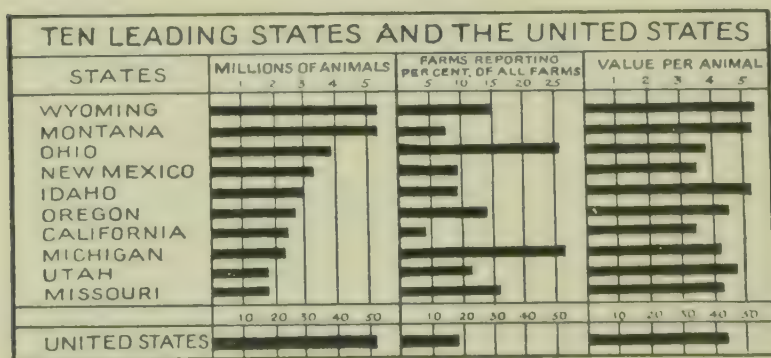 TEN LEADING STATES AND THE UNITED STATES
STATES
MILLIONS OF ANIMALS
1 2 3 4 5
FARMS REPORTING
PER CENT. OF ALL FARMS
5 10 15 20 25
VALUE PER ANIMAL
1 2 3 4 5
WYOMING
MONTANA
OHIO
NEW MEXICO
IDAHO
OREGON
CALIFORNIA
MICHIGAN
UTAH
MISSOURI
10 20 30 40 50 10 20 30 40 50 10 20 30 40 50
UNITED STATES